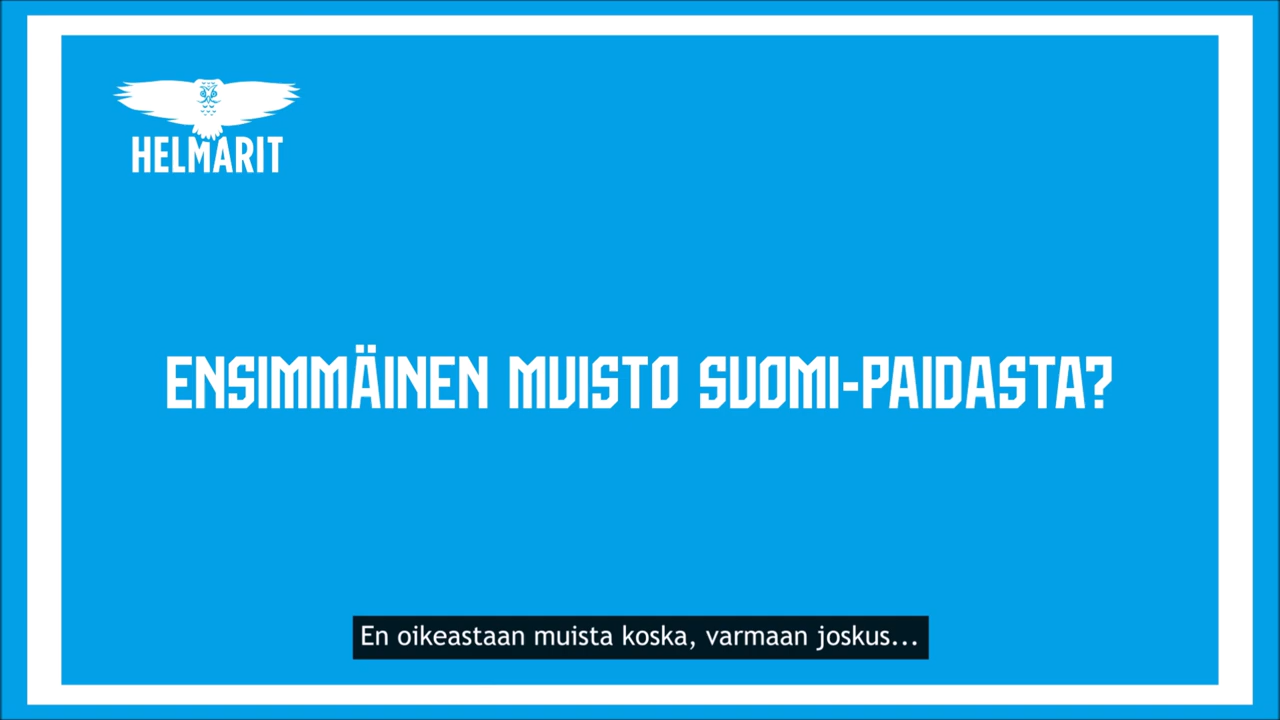 HELMARIT
ENSIMMÄINEN MUISTO SUOMI-PAIDASTA?
En oikeastaan muista koska, varmaan joskus...